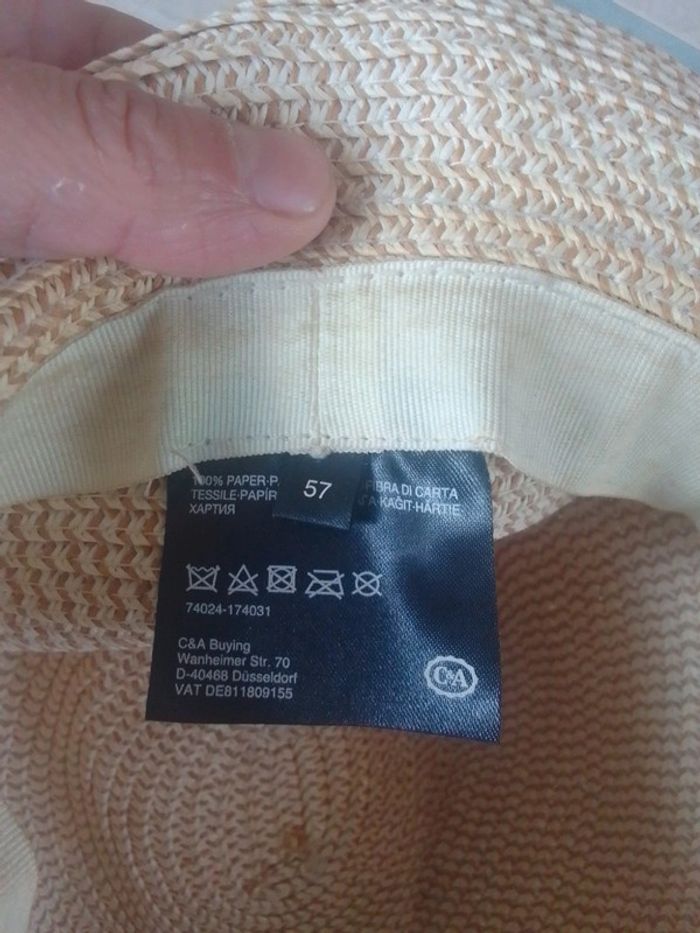 100% PAPER-P
FIBRA DI CARTA
TESSILE-PAPÍR
A-KAĞIT-HÂRTIE
ХАРТИЯ
57
74024-174031
C&A Buying
Wanheimer Str. 70
D-40468 Düsseldorf
VAT DE811809155
C&A